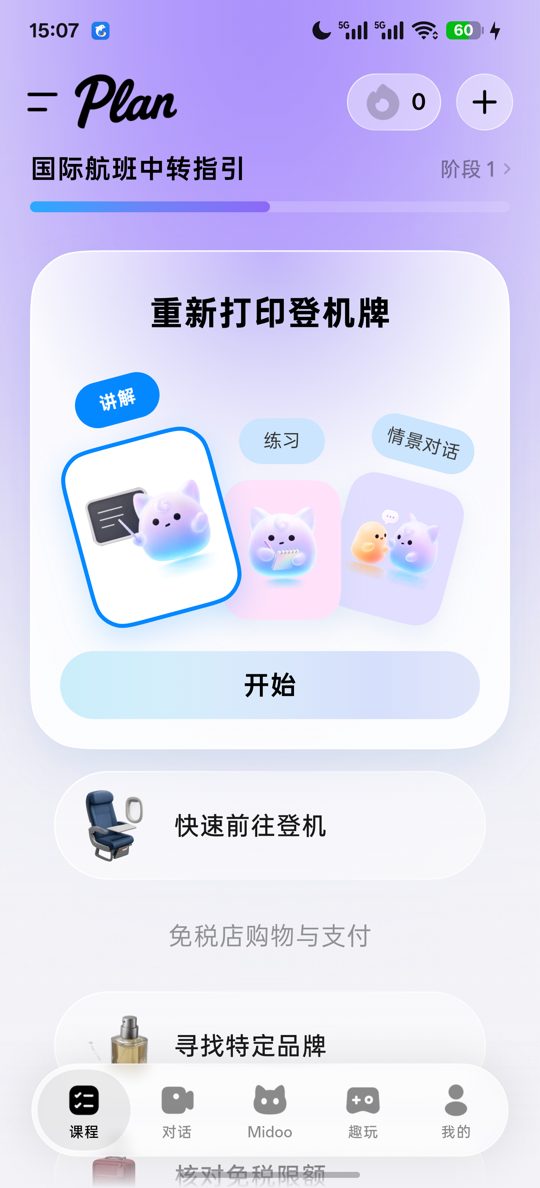 15:07
5G
5G
60
Plan
0
国际航班中转指引
阶段 1
重新打印登机牌
讲解
练习
情景对话
开始
快速前往登机
免税店购物与支付
寻找特定品牌
课程
对话
Midoo
趣玩
我的
核对免税限额